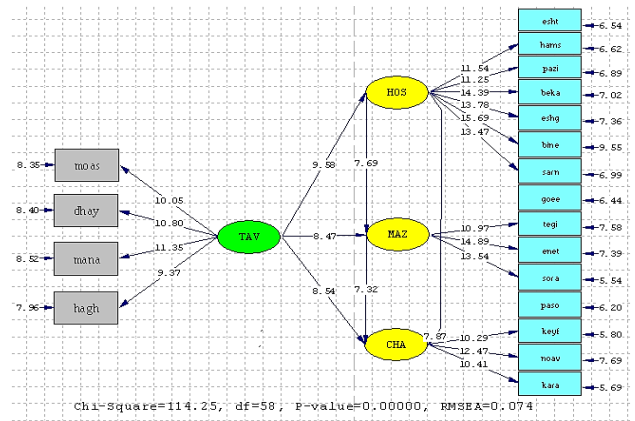 esht 6.54
hams 6.62
11.54
pazi 6.89
11.25
HOS
14.39
beka 7.02
13.78
eshg 7.36
15.69
13.47
bine 9.55
sarn 6.99
8.35 moas
9.58
7.69
goee 6.44
10.05
8.40 dhay
10.80
tegi 7.58
10.97
TAV
8.47
MAZ
14.89
enet 7.39
11.35
13.54
8.52 mana
9.37
sora 5.54
8.54
7.32
7.96 hagh
paso 6.20
keyf 5.80
7.87
10.29
CHA
12.47
noav 7.69
10.41
kara 5.69
Chi-Square=114.25, df=58, P-value=0.00000, RMSEA=0.074